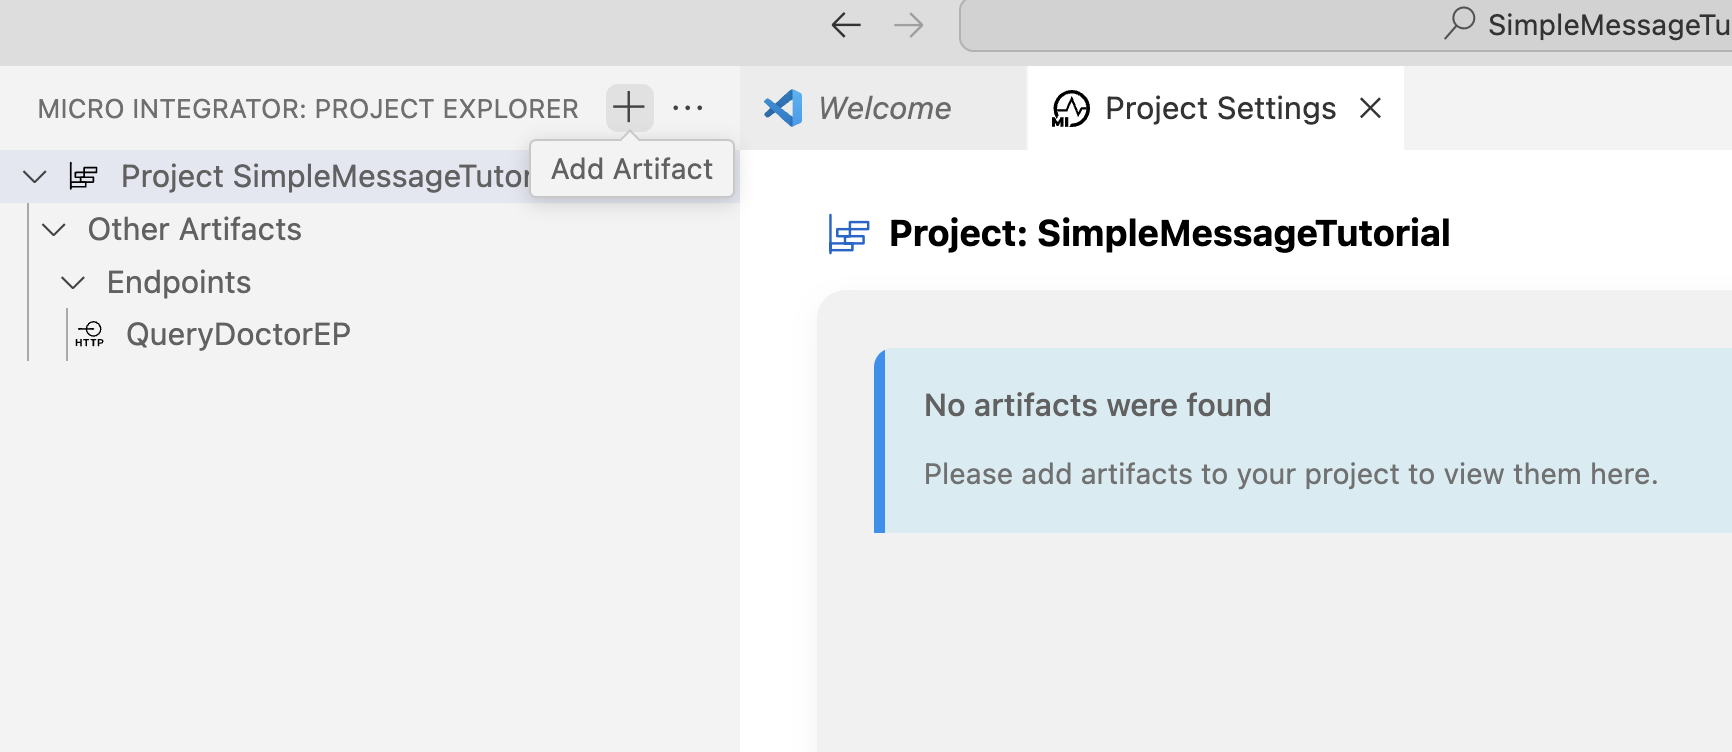 SimpleMessageTu
MICRO INTEGRATOR: PROJECT EXPLORER
Add Artifact
Welcome
MI Project Settings
Project SimpleMessageTutor
Other Artifacts
Endpoints
HTTP QueryDoctorEP
Project: SimpleMessageTutorial
No artifacts were found
Please add artifacts to your project to view them here.